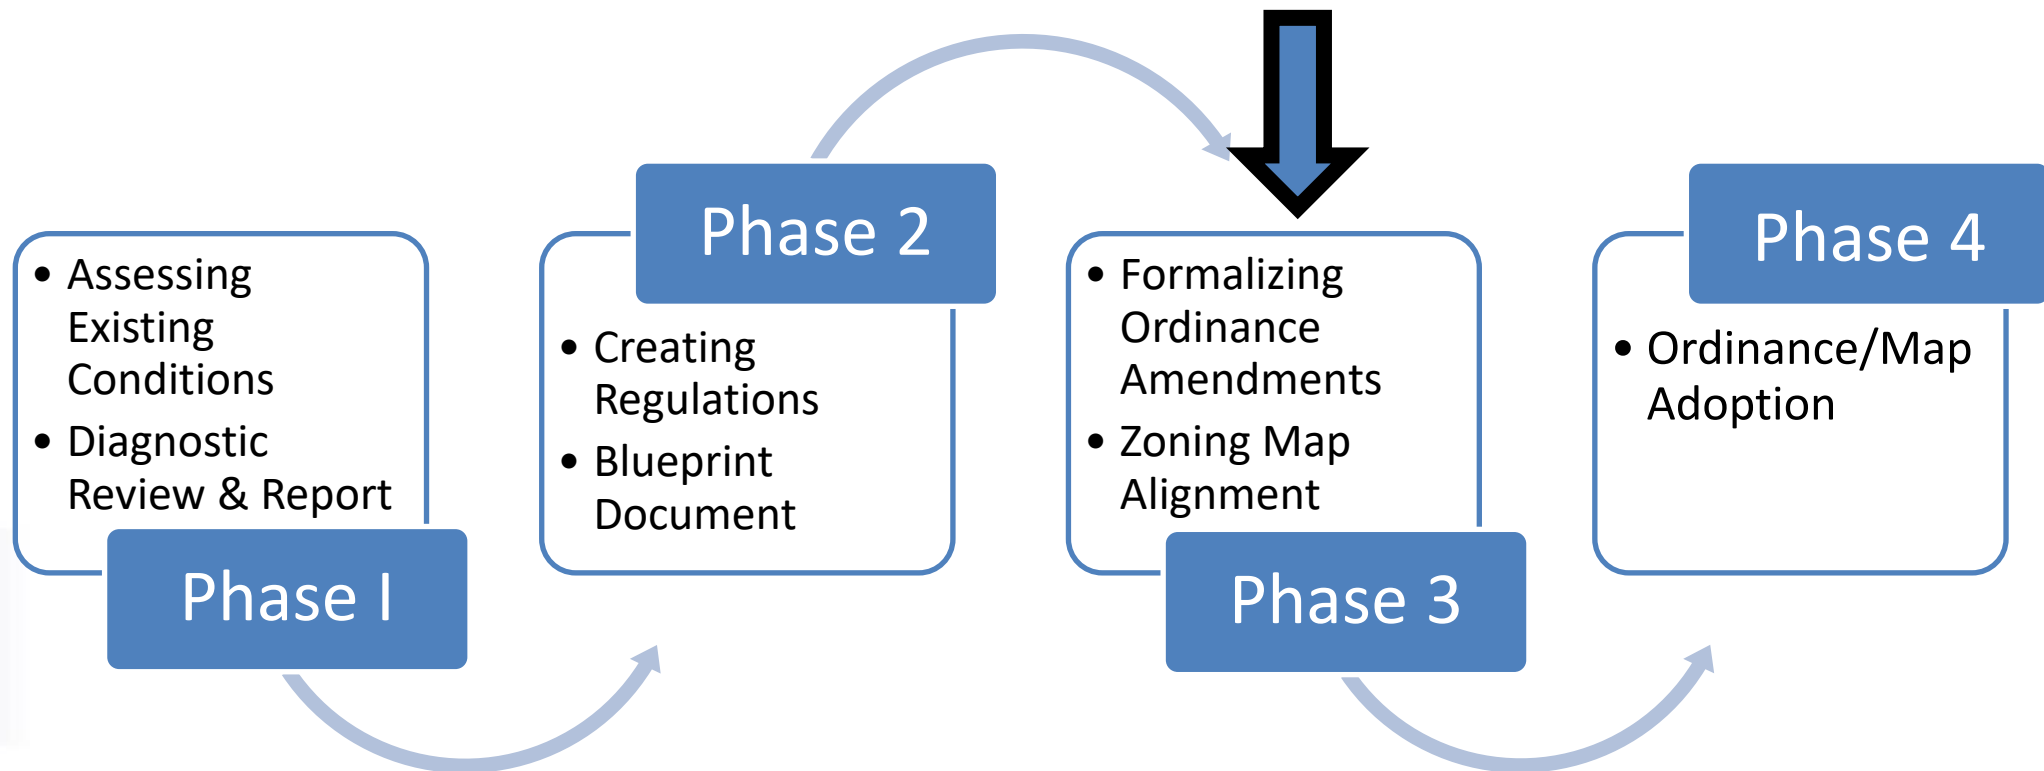 • Assessing
Existing
Conditions
• Diagnostic
Review & Report
Phase I
Phase 2
• Creating
Regulations
• Blueprint
Document
• Formalizing
Ordinance
Amendments
• Zoning Map
Alignment
Phase 3
Phase 4
• Ordinance/Map
Adoption